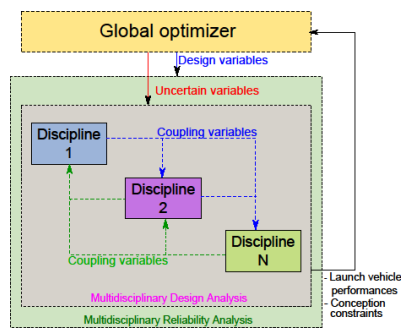 Global optimizer
Design variables
Uncertain variables
Coupling variables
Discipline
1
Discipline
2
Discipline
N
Coupling variables
- Launch vehicle
performances
- Conception
constraints
Multidisciplinary Design Analysis
Multidisciplinary Reliability Analysis